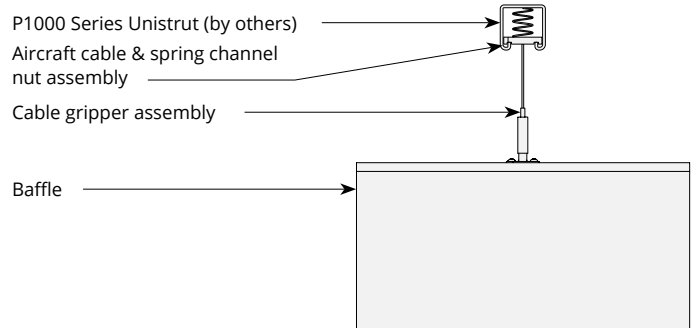 P1000 Series Unistrut (by others)
Aircraft cable & spring channel
nut assembly
Cable gripper assembly
Baffle